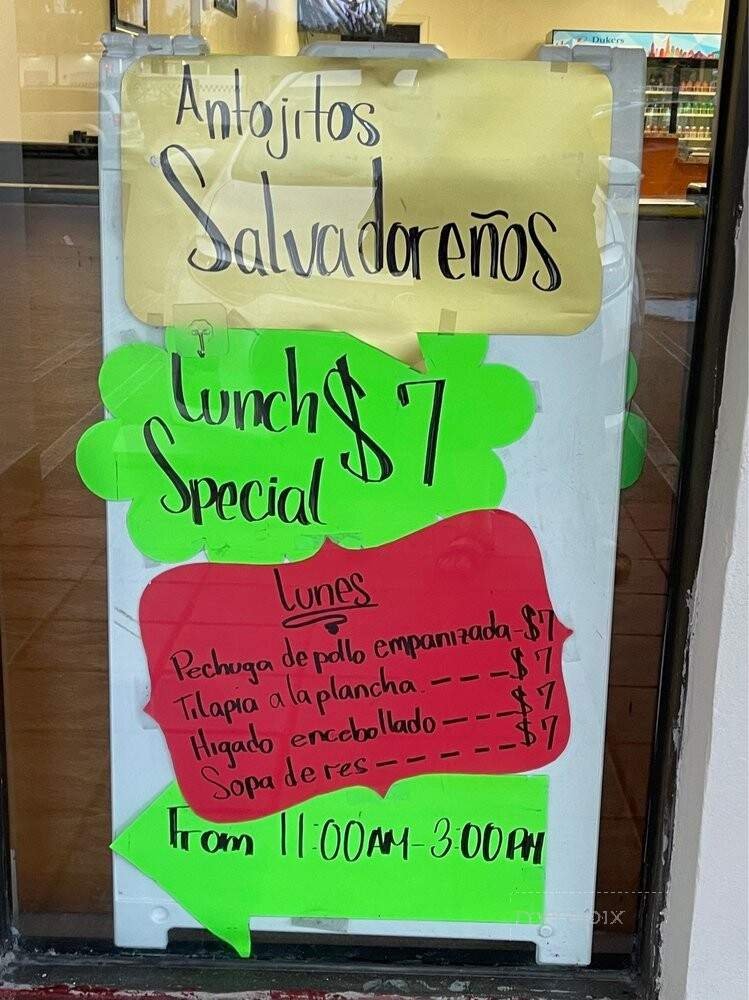 Dukers
Antojitos
Salvadoreños
Lunch $7
Special
Lunes
Pechuga de pollo empanizada-$7
Tilapia a la plancha.---$7
Higado encebollado---$7
Sopa de res-----$7
From 11:00AM-3:00PM